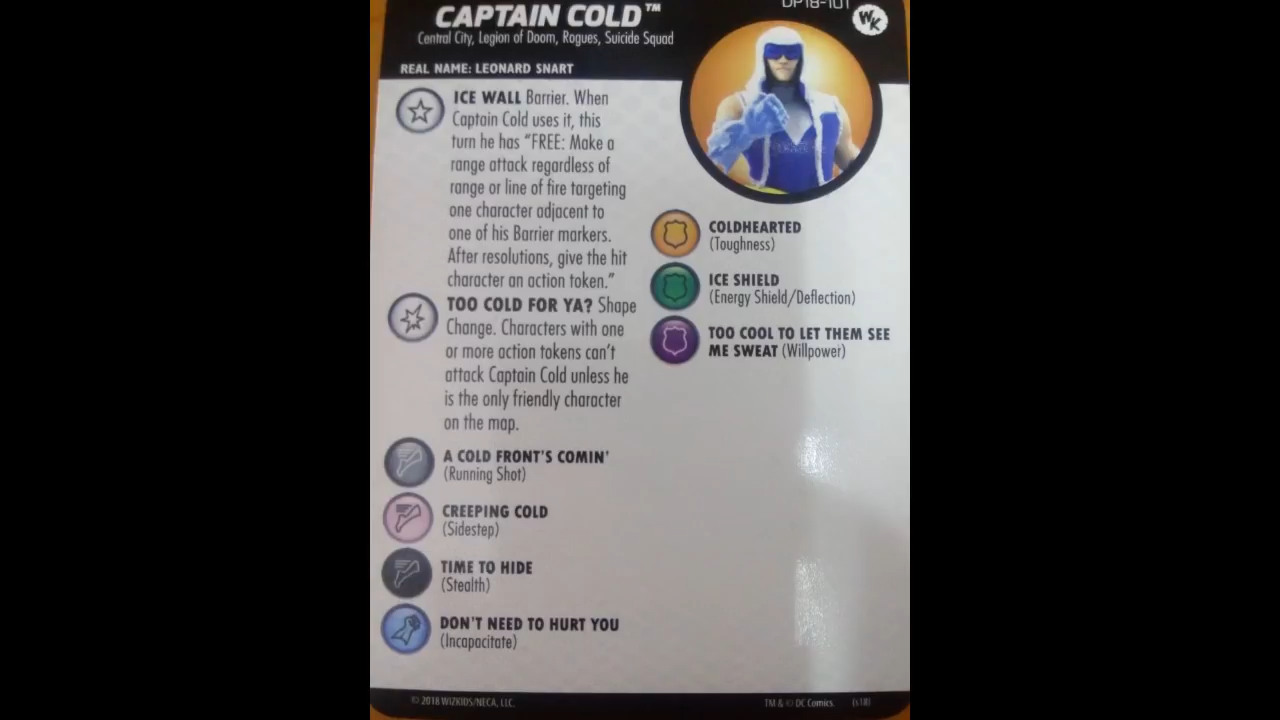 CAPTAIN COLD™
DP18-101
WK
Central City, Legion of Doom, Rogues, Suicide Squad
REAL NAME: LEONARD SNART
ICE WALL Barrier. When
Captain Cold uses it, this
turn he has "FREE: Make a
range attack regardless of
range or line of fire targeting
one character adjacent to
one of his Barrier markers.
After resolutions, give the hit
character an action token."
TOO COLD FOR YA? Shape
Change. Characters with one
or more action tokens can't
attack Captain Cold unless he
is the only friendly character
on the map.
A COLD FRONT'S COMIN'
(Running Shot)
CREEPING COLD
(Sidestep)
TIME TO HIDE
(Stealth)
DON'T NEED TO HURT YOU
(Incapacitate)
COLDHEARTED
(Toughness)
ICE SHIELD
(Energy Shield/Deflection)
TOO COOL TO LET THEM SEE
ME SWEAT (Willpower)
© 2018 WIZKIDS/NECA, LLC.
TM & © DC Comics. (s18)